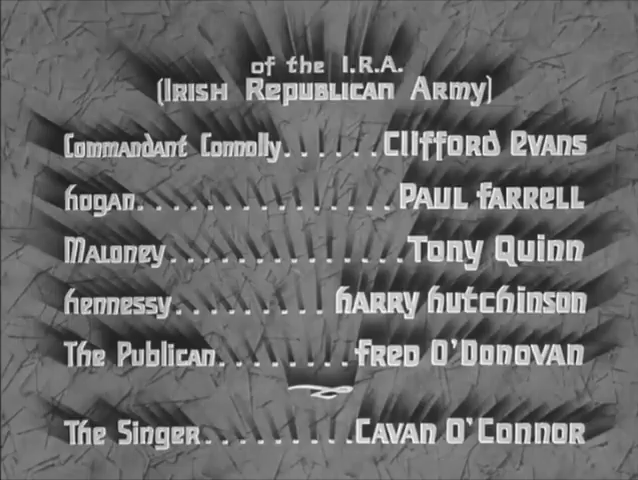 of the I.R.A.
(Irish Republican Army)
Commandant Connolly......Clifford Evans
Hogan...............Paul Farrell
Maloney..............Tony Quinn
Hennessy.........Harry Hutchinson
The Publican........Fred O'Donovan
The Singer.........Cavan O'Connor